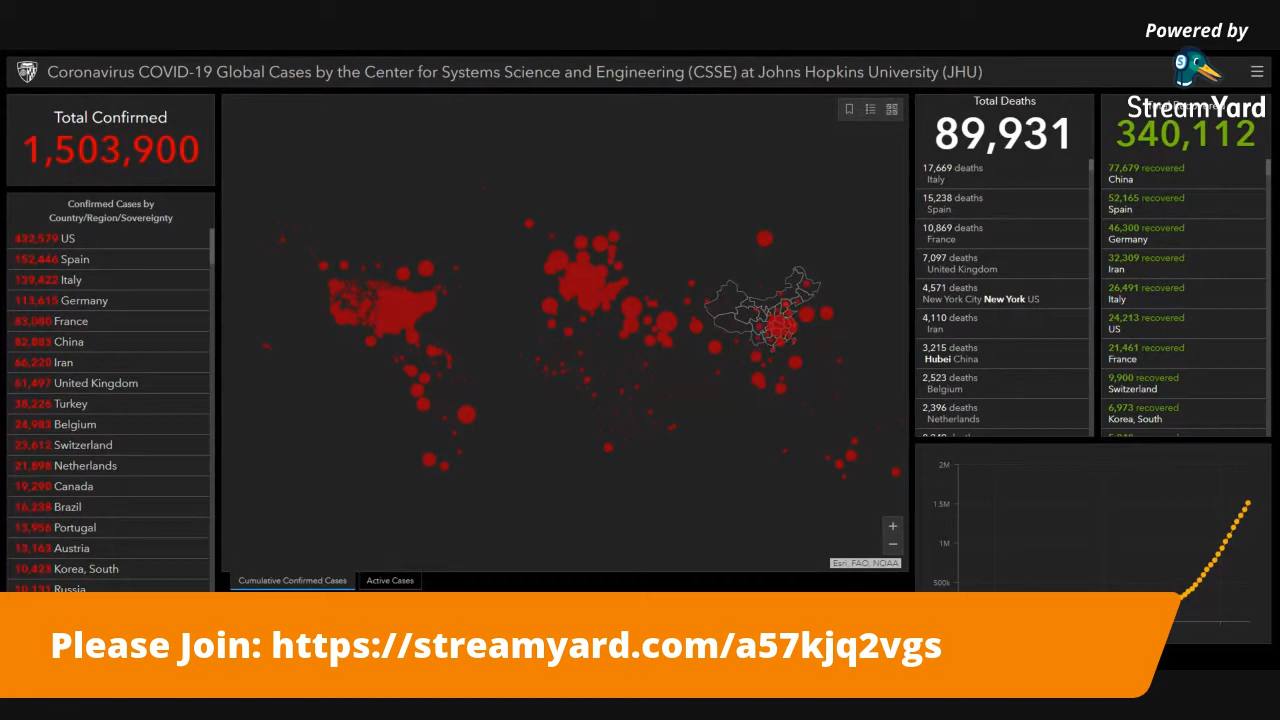 Powered by
StreamYard
Coronavirus COVID-19 Global Cases by the Center for Systems Science and Engineering (CSSE) at Johns Hopkins University (JHU)
Total Confirmed
1,503,900
Confirmed Cases by
Country/Region/Sovereignty
432,579 US
152,446 Spain
139,422 Italy
113,615 Germany
83,080 France
82,883 China
66,220 Iran
61,497 United Kingdom
38,226 Turkey
24,983 Belgium
23,612 Switzerland
21,898 Netherlands
19,290 Canada
16,238 Brazil
13,956 Portugal
13,163 Austria
10,423 Korea, South
10,131 Russia
Esri, FAO, NOAA
Cumulative Confirmed Cases
Active Cases
Total Deaths
89,931
17,669 deaths
Italy
15,238 deaths
Spain
10,869 deaths
France
7,097 deaths
United Kingdom
4,571 deaths
New York City New York US
4,110 deaths
Iran
3,215 deaths
Hubei China
2,523 deaths
Belgium
2,396 deaths
Netherlands
340,112
77,679 recovered
China
52,165 recovered
Spain
46,300 recovered
Germany
32,309 recovered
Iran
26,491 recovered
Italy
24,213 recovered
US
21,461 recovered
France
9,900 recovered
Switzerland
6,973 recovered
Korea, South
2M
1.5M
1M
500k
Please Join: https://streamyard.com/a57kjq2vgs